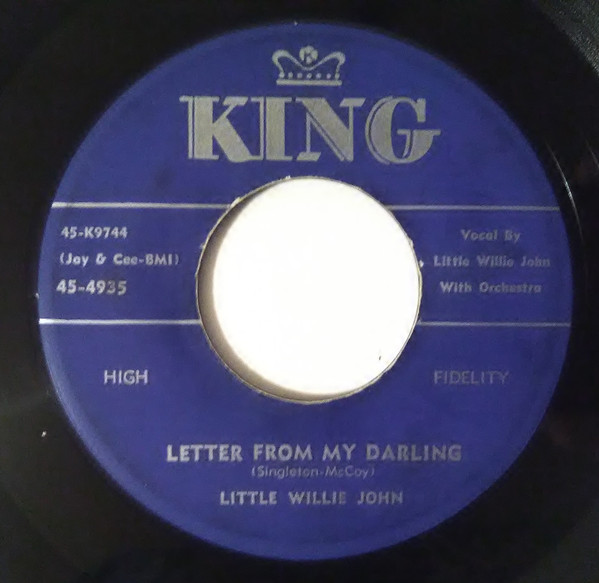 KING
45-K9744
(Jay & Cee-BMI)
45-4935
Vocal By
Little Willie John
With Orchestra
HIGH
FIDELITY
LETTER FROM MY DARLING
(Singleton-McCoy)
LITTLE WILLIE JOHN